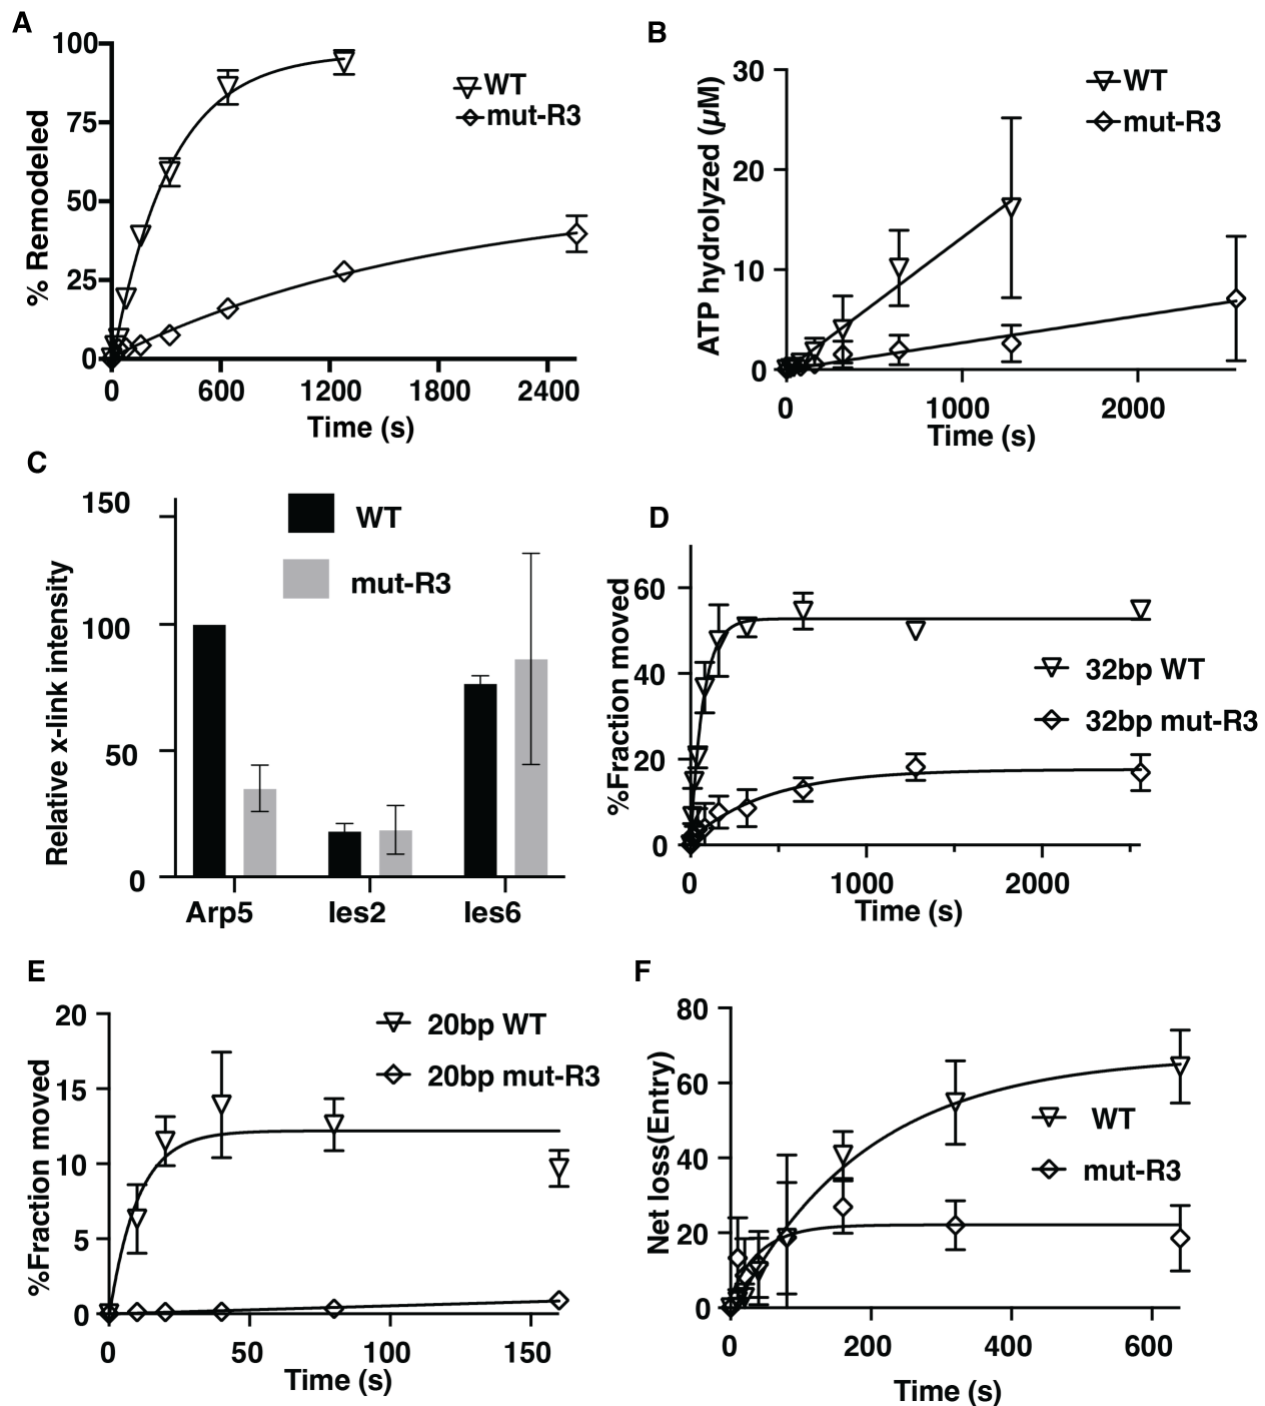 A
100
75
50
25
0
% Remodeled
WT
mut-R3
0 600 1200 1800 2400
Time (s)
B
30
20
10
0
ATP hydrolyzed (µM)
WT
mut-R3
0 1000 2000
Time (s)
C
150
100
50
0
Relative x-link intensity
WT
mut-R3
Arp5 Ies2 Ies6
D
60
40
20
0
%Fraction moved
32bp WT
32bp mut-R3
0 1000 2000
Time (s)
E
20
15
10
5
0
%Fraction moved
20bp WT
20bp mut-R3
0 50 100 150
Time (s)
F
80
60
40
20
0
Net loss(Entry)
WT
mut-R3
0 200 400 600
Time (s)